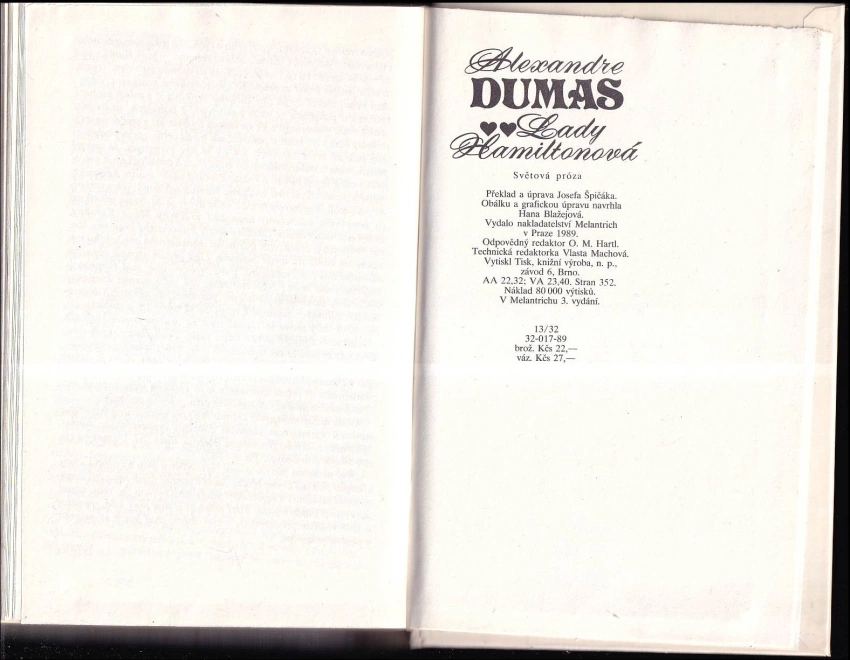 Alexandre
DUMAS
♥♥Lady
Hamiltonová
Světová próza
Překlad a úprava Josefa Špičáka.
Obálku a grafickou úpravu navrhla
Hana Blažejová.
Vydalo nakladatelství Melantrich
v Praze 1989.
Odpovědný redaktor O. M. Hartl.
Technická redaktorka Vlasta Machová.
Vytiskl Tisk, knižní výroba, n. p.,
závod 6, Brno.
AA 22,32; VA 23,40. Stran 352.
Náklad 80 000 výtisků.
V Melantrichu 3. vydání.
13/32
32-017-89
brož. Kčs 22,—
váz. Kčs 27,—